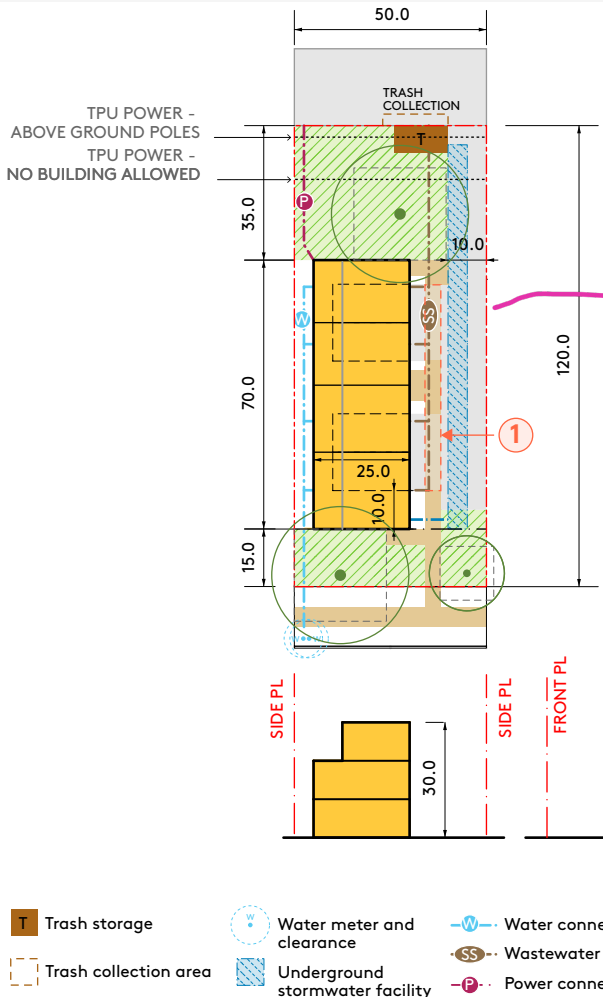 50.0
TRASH
COLLECTION
TPU POWER -
ABOVE GROUND POLES
T
TPU POWER -
NO BUILDING ALLOWED
P
35.0
10.0
W
SS
120.0
70.0
1
25.0
10.0
15.0
W
SIDE PL
SIDE PL
FRONT PL
30.0
T Trash storage
Trash collection area
W Water meter and
clearance
Underground
stormwater facility
W Water conne
SS Wastewater
P Power conne